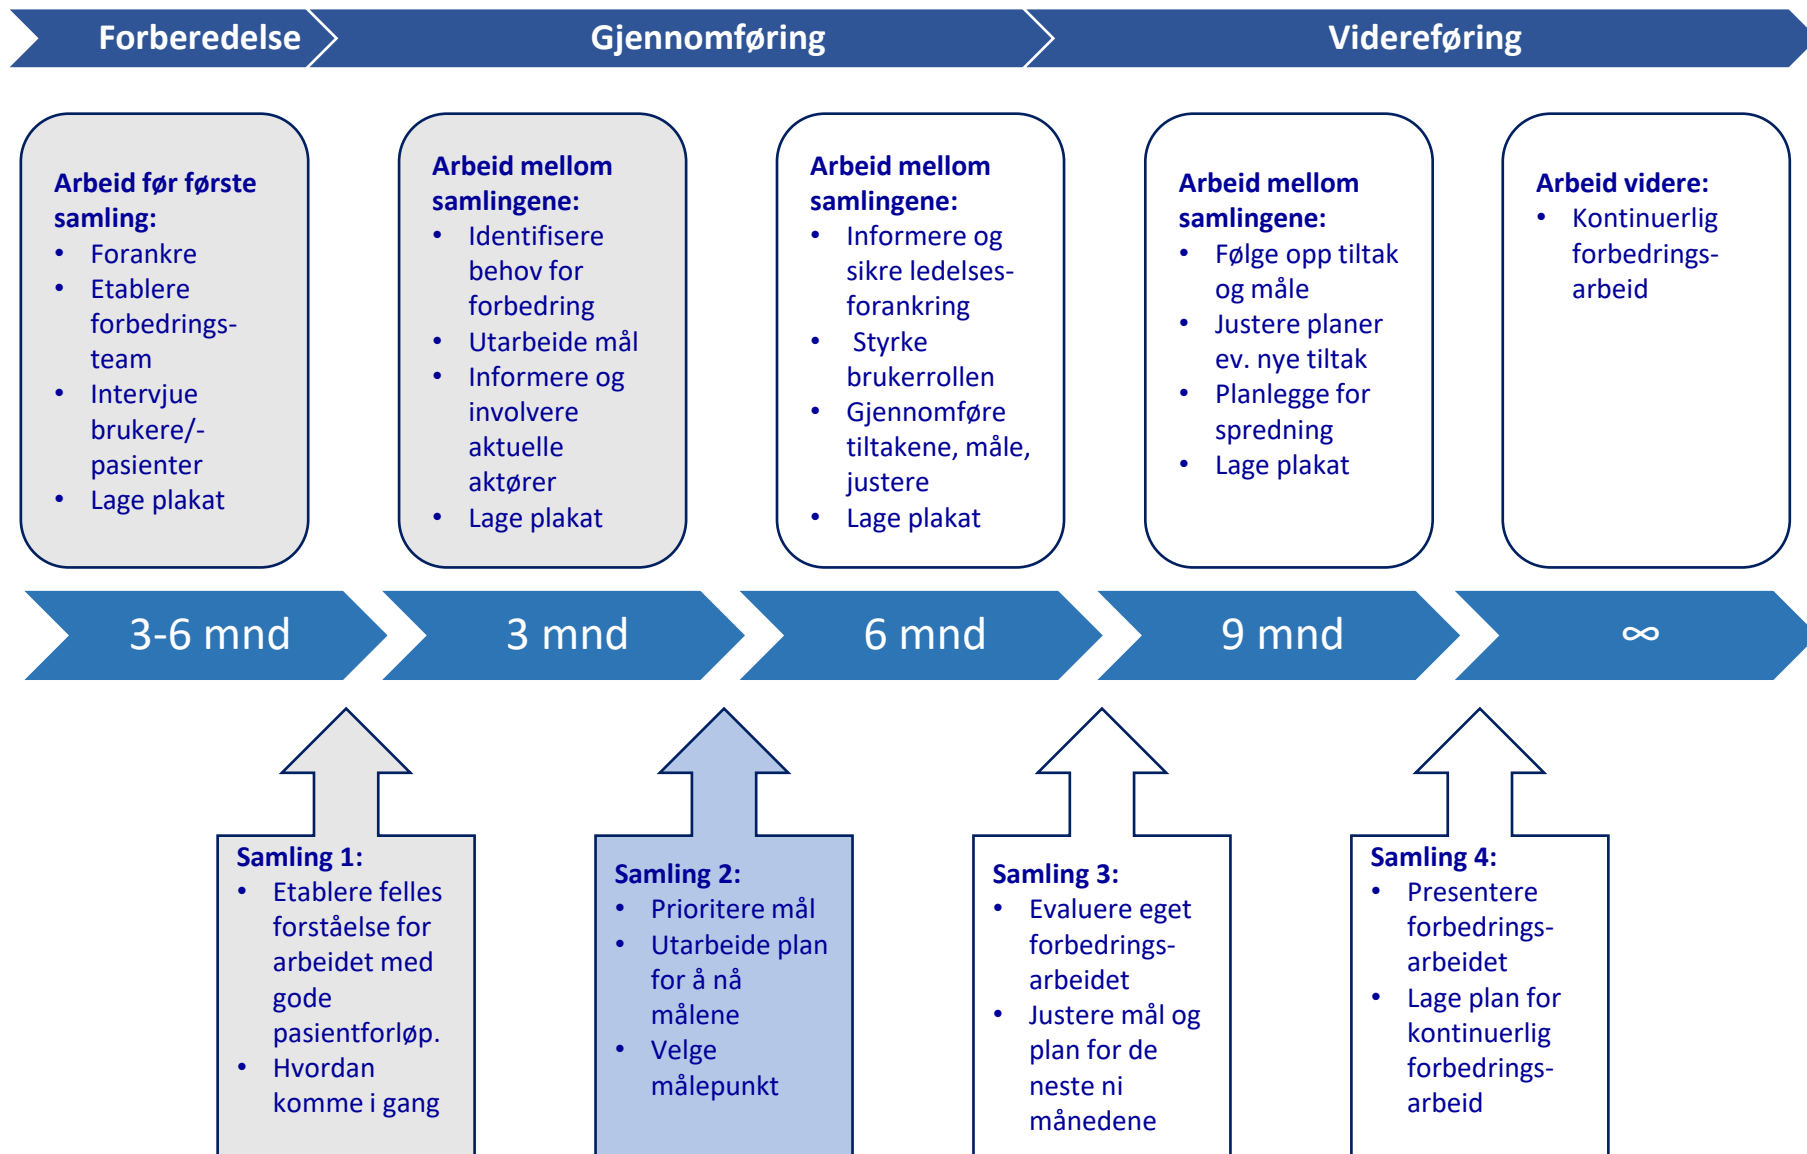 Forberedelse
Gjennomføring
Videreføring
Arbeid før første
samling:
• Forankre
• Etablere
forbedrings-
team
• Intervjue
brukere/-
pasienter
• Lage plakat
Arbeid mellom
samlingene:
• Identifisere
behov for
forbedring
• Utarbeide mål
• Informere og
involvere
aktuelle
aktører
• Lage plakat
Arbeid mellom
samlingene:
• Informere og
sikre ledelses-
forankring
• Styrke
brukerrollen
• Gjennomføre
tiltakene, måle,
justere
• Lage plakat
Arbeid mellom
samlingene:
• Følge opp tiltak
og måle
• Justere planer
ev. nye tiltak
• Planlegge for
spredning
• Lage plakat
Arbeid videre:
• Kontinuerlig
forbedrings-
arbeid
3-6 mnd
3 mnd
6 mnd
9 mnd
∞
Samling 1:
• Etablere felles
forståelse for
arbeidet med
gode
pasientforløp.
• Hvordan
komme i gang
Samling 2:
• Prioritere mål
• Utarbeide plan
for å nå
målene
• Velge
målepunkt
Samling 3:
• Evaluere eget
forbedrings-
arbeidet
• Justere mål og
plan for de
neste ni
månedene
Samling 4:
• Presentere
forbedrings-
arbeidet
• Lage plan for
kontinuerlig
forbedrings-
arbeid